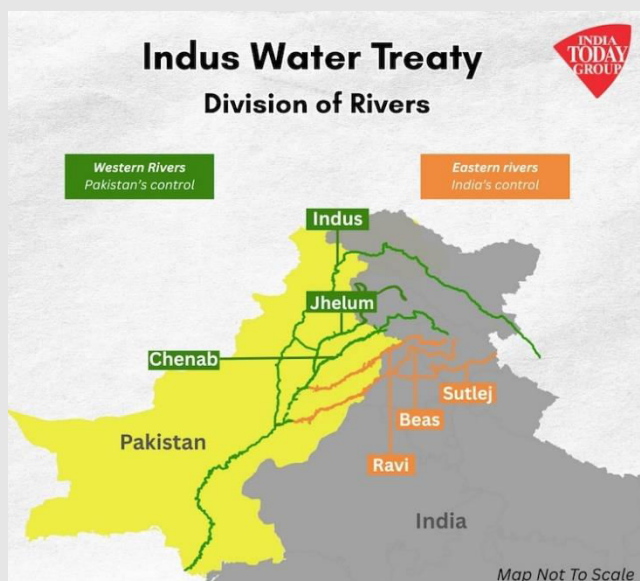 Indus Water Treaty
Division of Rivers
INDIA
TODAY
GROUP
Western Rivers
Pakistan's control
Eastern rivers
India's control
Indus
Jhelum
Chenab
Sutlej
Beas
Ravi
Pakistan
India
Map Not To Scale